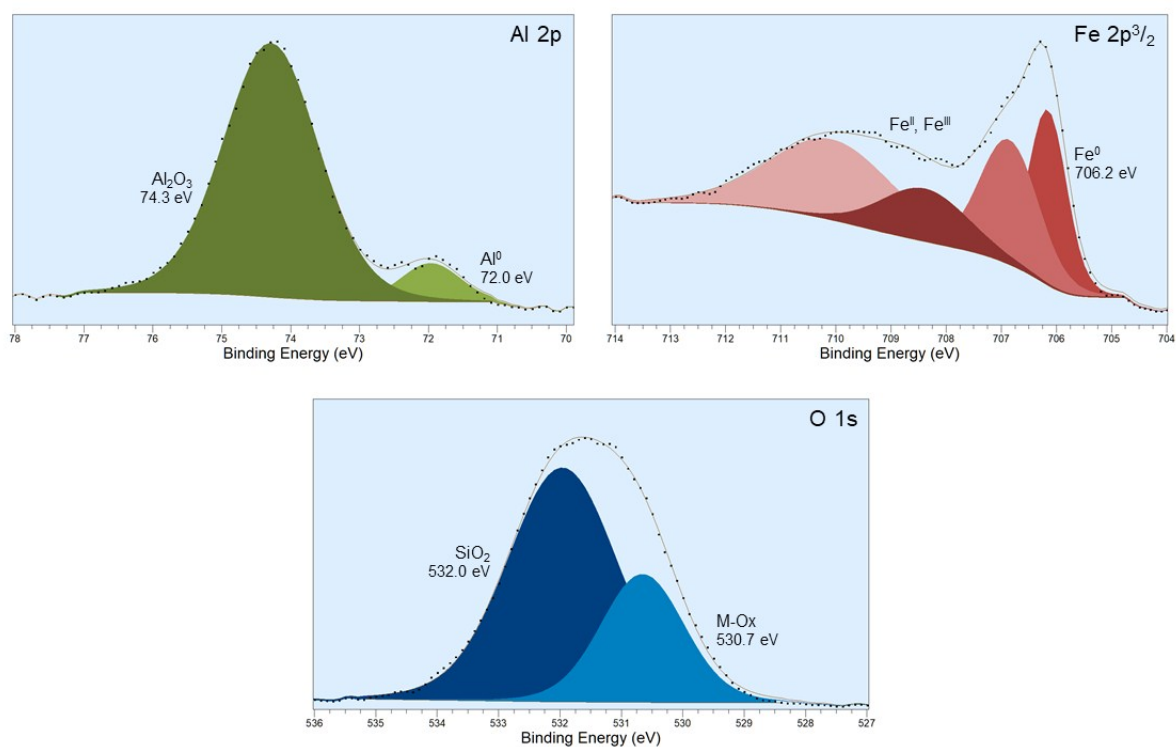 Al 2p
Al₂O₃
74.3 eV
Al⁰
72.0 eV
78 77 76 75 74 73 72 71 70
Binding Energy (eV)
Fe 2p³/₂
Feᴵᴵ, Feᴵᴵᴵ
Fe⁰
706.2 eV
714 713 712 711 710 709 708 707 706 705 704
Binding Energy (eV)
O 1s
SiO₂
532.0 eV
M-Ox
530.7 eV
536 535 534 533 532 531 530 529 528 527
Binding Energy (eV)